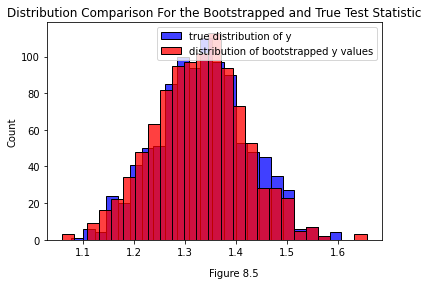 Distribution Comparison For the Bootstrapped and True Test Statistic
true distribution of y
distribution of bootstrapped y values
Count
100
80
60
40
20
0
1.1 1.2 1.3 1.4 1.5 1.6
Figure 8.5